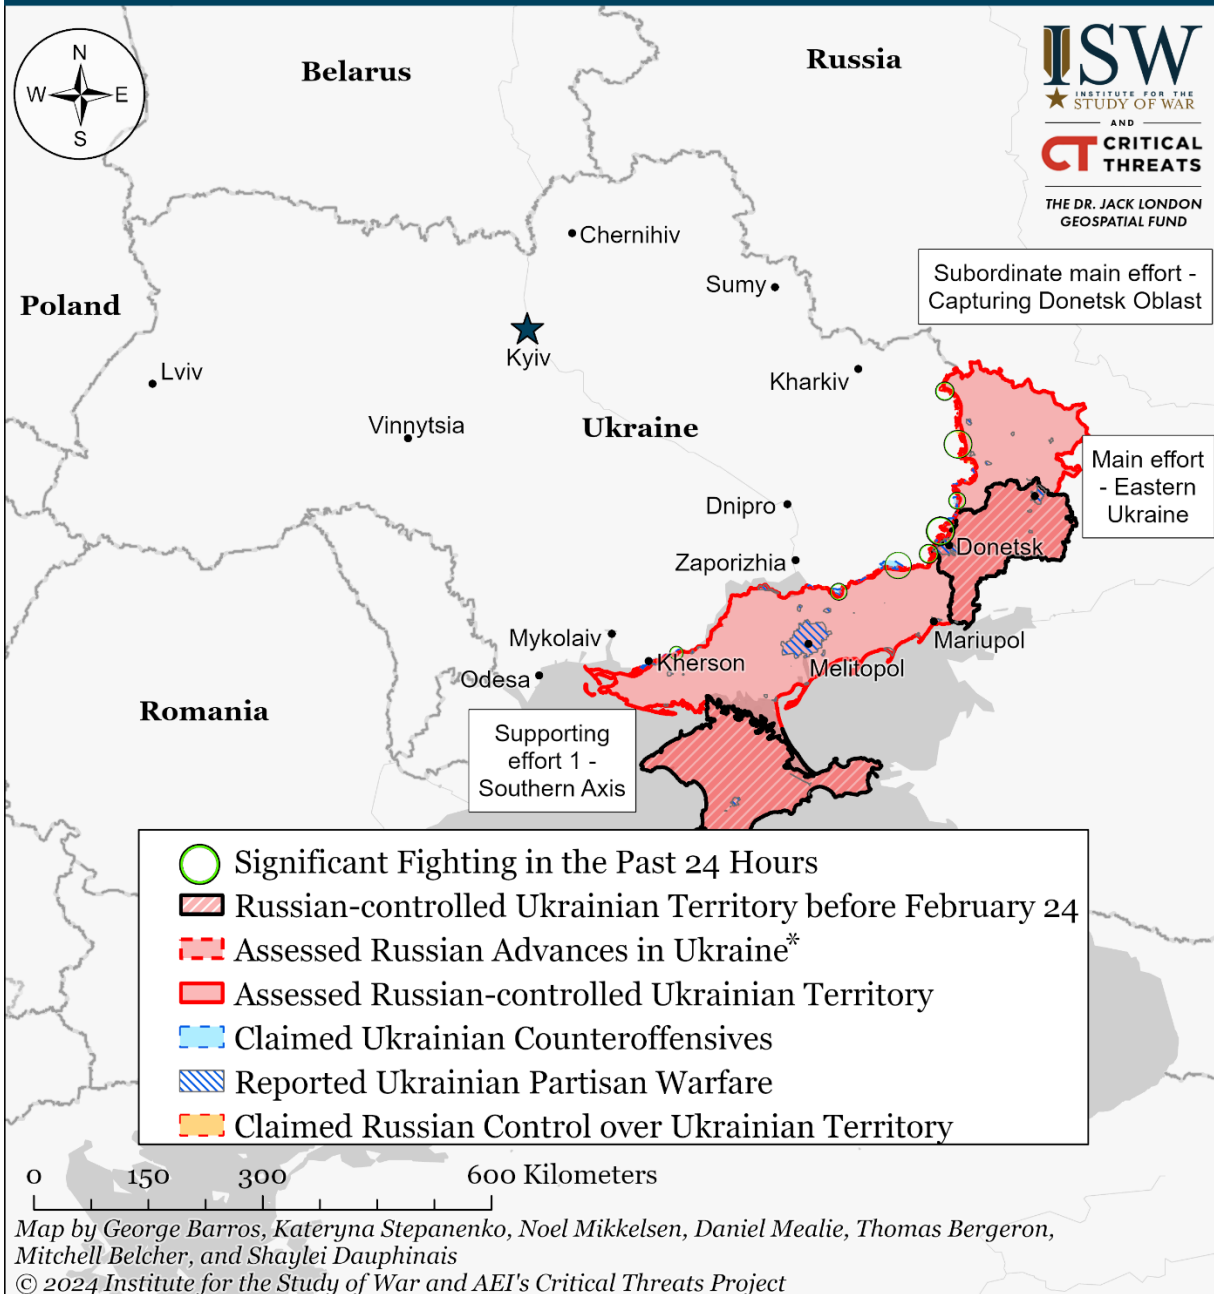 N
W
E
S
Belarus
Russia
ISW
INSTITUTE FOR THE
STUDY OF WAR
AND
CT CRITICAL
THREATS
THE DR. JACK LONDON
GEOSPATIAL FUND
Chernihiv
Sumy
Subordinate main effort -
Capturing Donetsk Oblast
Poland
Kyiv
Lviv
Kharkiv
Vinnytsia
Ukraine
Main effort
- Eastern
Ukraine
Dnipro
Donetsk
Zaporizhia
Mykolaiv
Mariupol
Kherson
Melitopol
Odesa
Romania
Supporting
effort 1 -
Southern Axis
Significant Fighting in the Past 24 Hours
Russian-controlled Ukrainian Territory before February 24
Assessed Russian Advances in Ukraine*
Assessed Russian-controlled Ukrainian Territory
Claimed Ukrainian Counteroffensives
Reported Ukrainian Partisan Warfare
Claimed Russian Control over Ukrainian Territory
0 150 300 600 Kilometers
Map by George Barros, Kateryna Stepanenko, Noel Mikkelsen, Daniel Mealie, Thomas Bergeron,
Mitchell Belcher, and Shaylei Dauphinais
© 2024 Institute for the Study of War and AEI's Critical Threats Project